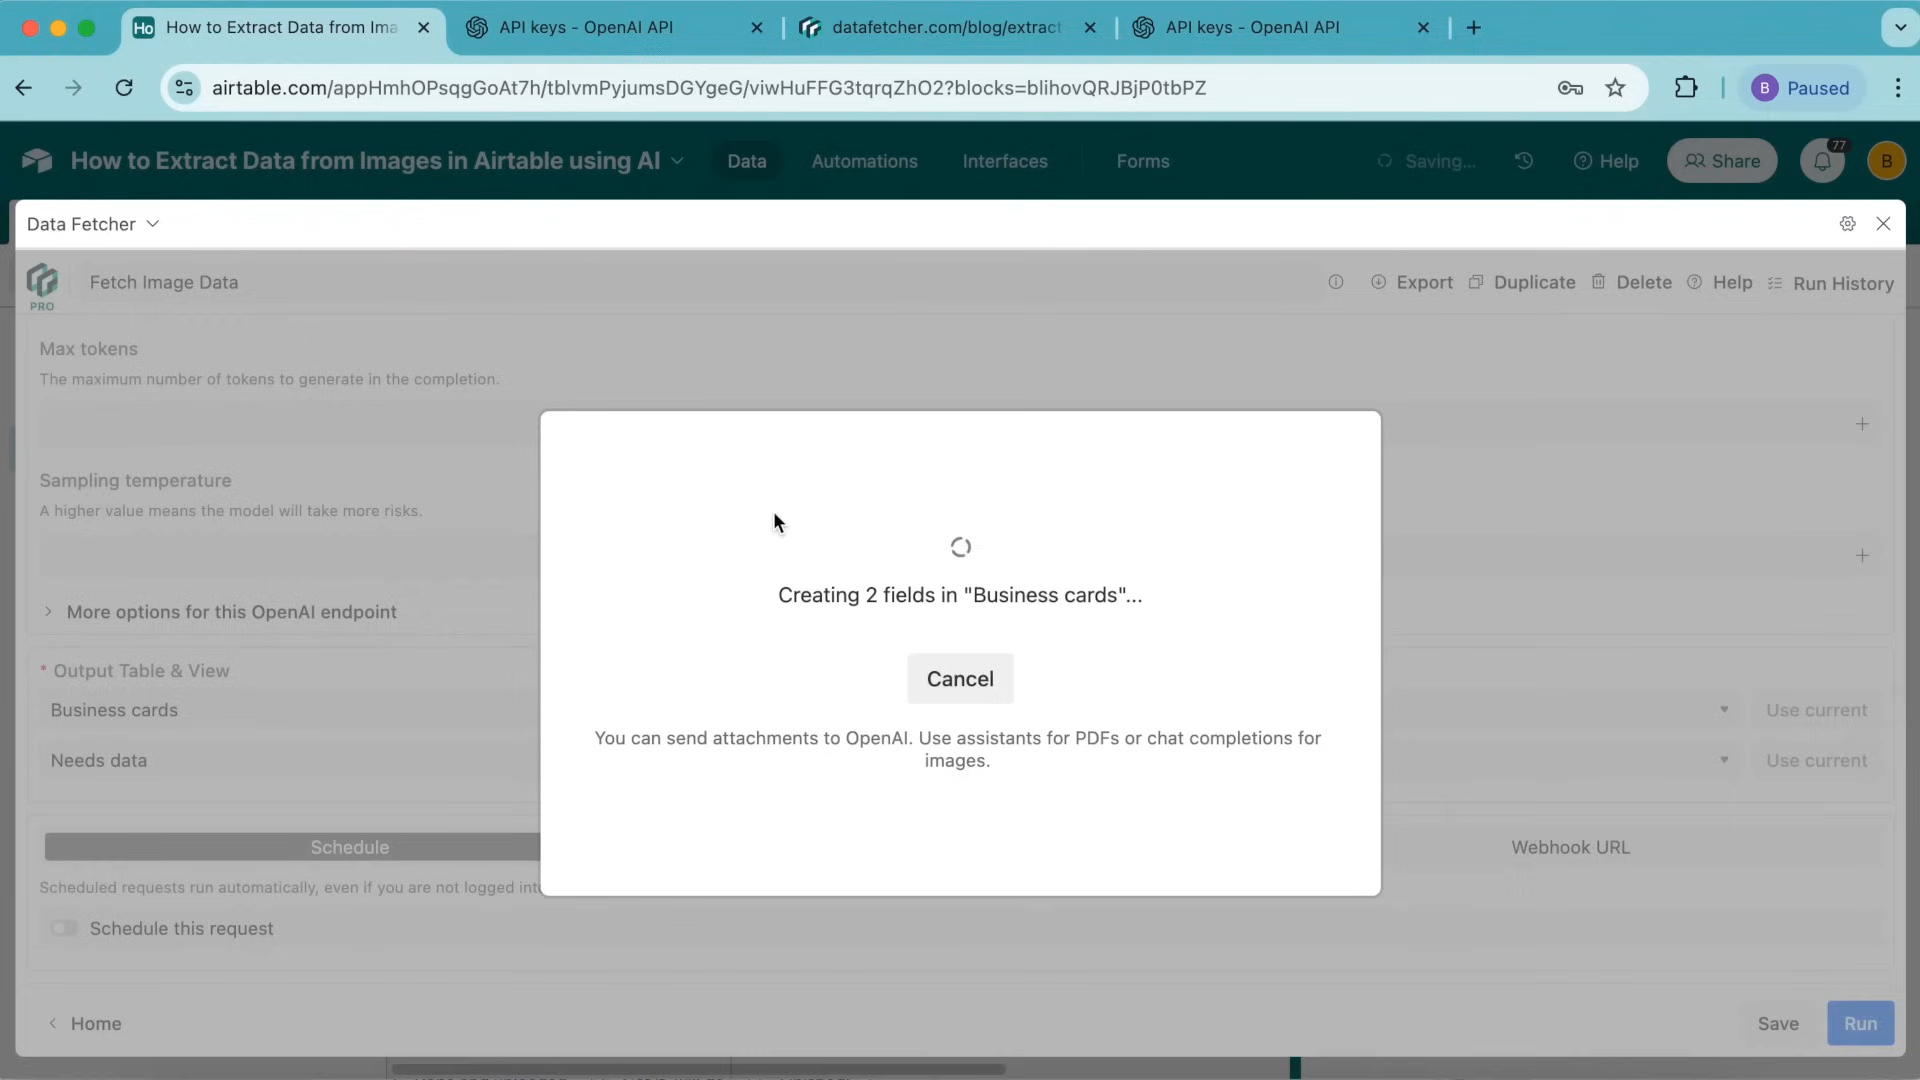 Ho How to Extract Data from Ima
API keys - OpenAI API
datafetcher.com/blog/extract
API keys - OpenAI API
airtable.com/appHmhOPsqgGoAt7h/tblvmPyjumsDGYgeG/viwHuFFG3tqrqZhO2?blocks=blihovQRJBjP0tbPZ
B Paused
How to Extract Data from Images in Airtable using AI
Data
Automations
Interfaces
Forms
Saving...
Help
Share
77
B
Data Fetcher
PRO
Fetch Image Data
Export
Duplicate
Delete
Help
Run History
Max tokens
The maximum number of tokens to generate in the completion.
Sampling temperature
A higher value means the model will take more risks.
More options for this OpenAI endpoint
* Output Table & View
Business cards
Use current
Needs data
Use current
Creating 2 fields in "Business cards"...
Cancel
You can send attachments to OpenAI. Use assistants for PDFs or chat completions for
images.
Schedule
Webhook URL
Scheduled requests run automatically, even if you are not logged int
Schedule this request
Home
Save
Run